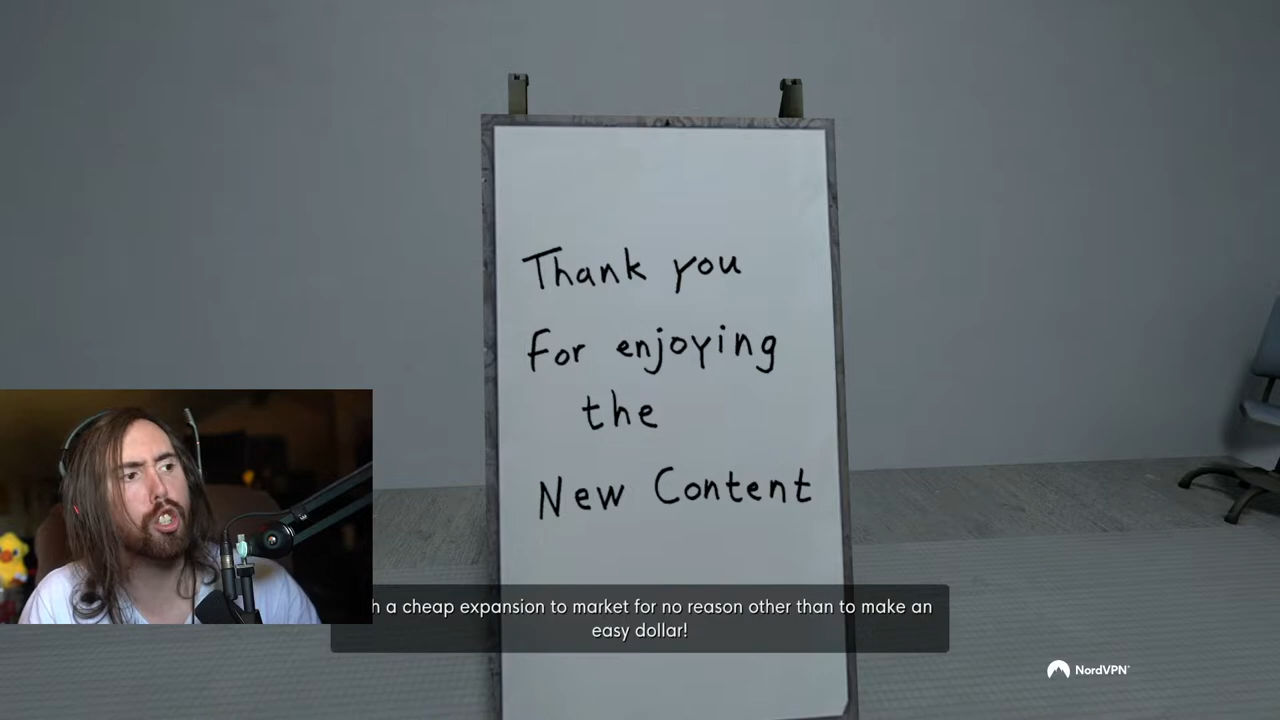 Thank you
for enjoying
the
New Content
h a cheap expansion to market for no reason other than to make an
easy dollar!
NordVPN